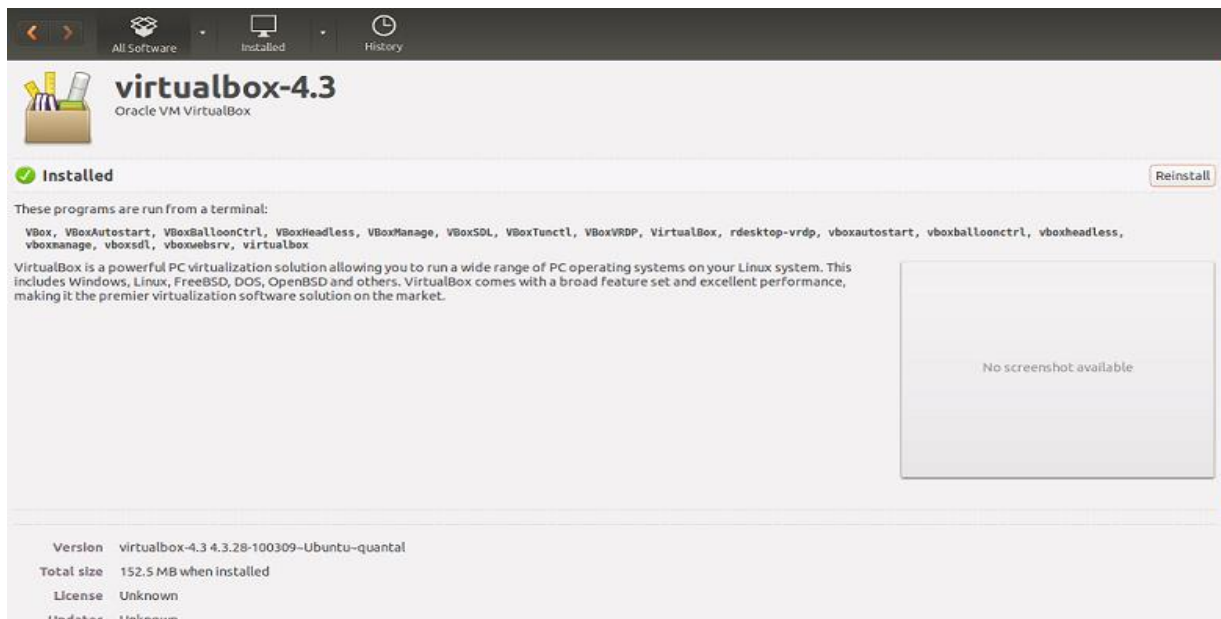 All Software
Installed
History
virtualbox-4.3
Oracle VM VirtualBox
Installed
Reinstall
These programs are run from a terminal:
VBox, VBoxAutostart, VBoxBalloonCtrl, VBoxHeadless, VBoxManage, VBoxSDL, VBoxTunctl, VBoxVRDP, VirtualBox, rdesktop-vrdp, vboxautostart, vboxballoonctrl, vboxheadless,
vboxmanage, vboxsdl, vboxwebsrv, virtualbox
VirtualBox is a powerful PC virtualization solution allowing you to run a wide range of PC operating systems on your Linux system. This
includes Windows, Linux, FreeBSD, DOS, OpenBSD and others. VirtualBox comes with a broad feature set and excellent performance,
making it the premier virtualization software solution on the market.
No screenshot available
Version virtualbox-4.3 4.3.28-100309~Ubuntu~quantal
Total size 152.5 MB when installed
License Unknown